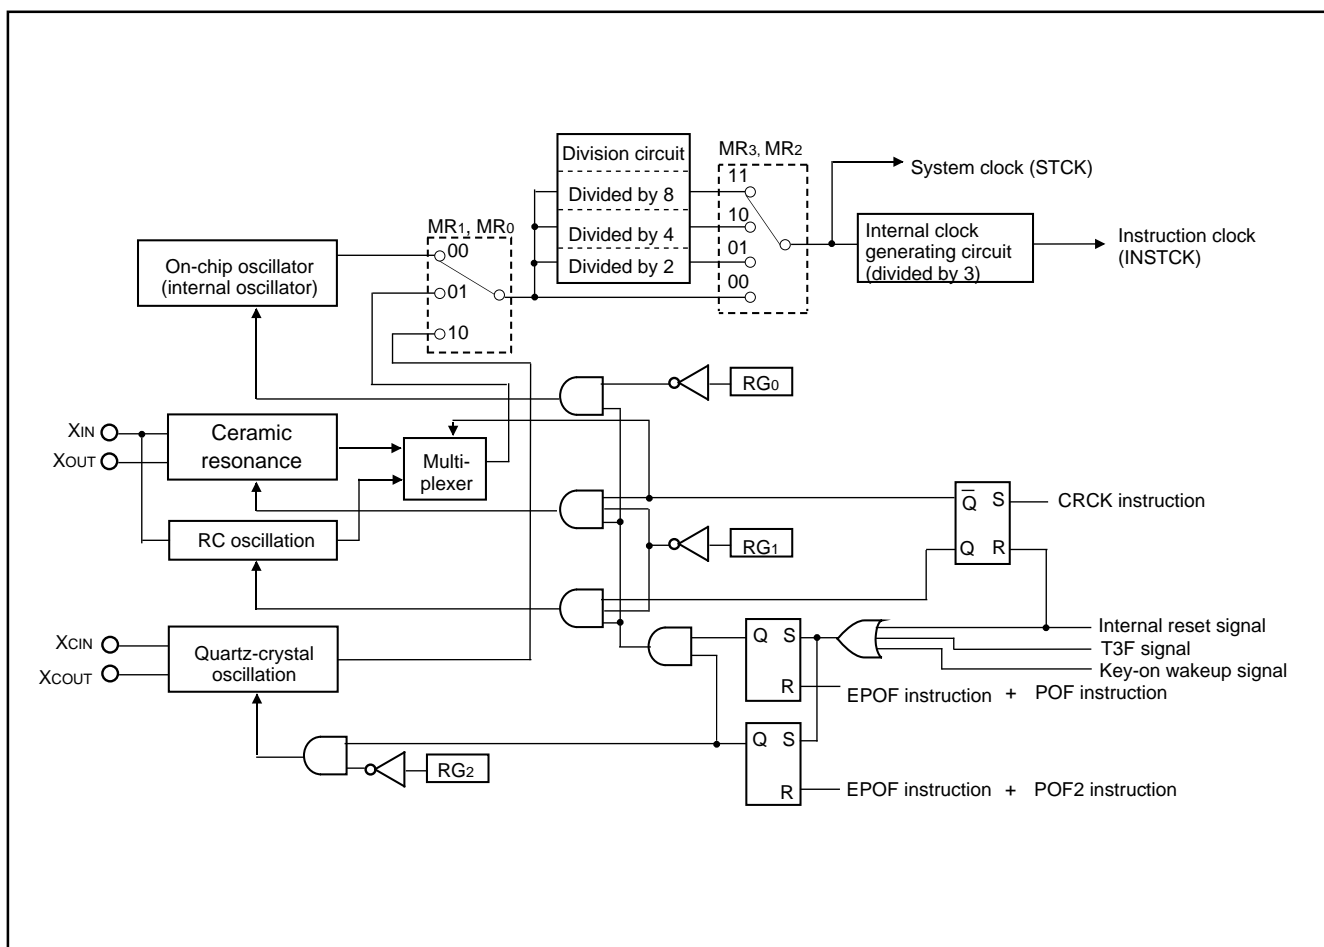 Division circuit
Divided by 8
Divided by 4
Divided by 2
MR3, MR2
11
10
01
00
System clock (STCK)
Internal clock
generating circuit
(divided by 3)
Instruction clock
(INSTCK)
MR1, MR0
00
01
10
On-chip oscillator
(internal oscillator)
RG0
XIN
XOUT
Ceramic
resonance
Multi-
plexer
RC oscillation
RG1
Q
S
Q
R
CRCK instruction
XCIN
XCOUT
Quartz-crystal
oscillation
Q S
R
Internal reset signal
T3F signal
Key-on wakeup signal
EPOF instruction + POF instruction
RG2
Q S
R
EPOF instruction + POF2 instruction